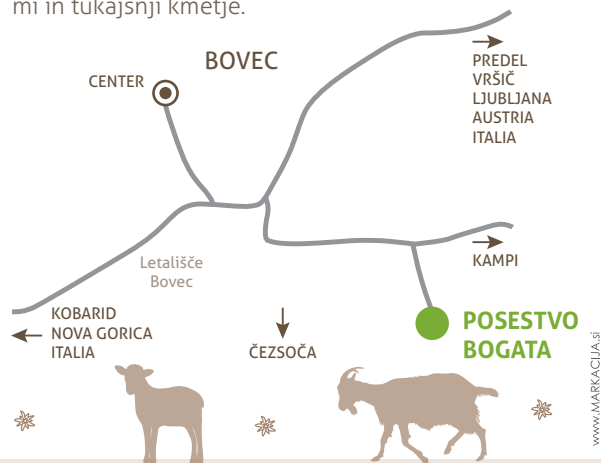 mi in tukajšnji kmetje.
BOVEC
CENTER
PREDEL
VRŠIČ
LJUBLJANA
AUSTRIA
ITALIA
KAMPI
Letališče
Bovec
KOBARID
NOVA GORICA
ITALIA
ČEZSOČA
POSESTVO
BOGATA
www.MARKACIJA.si